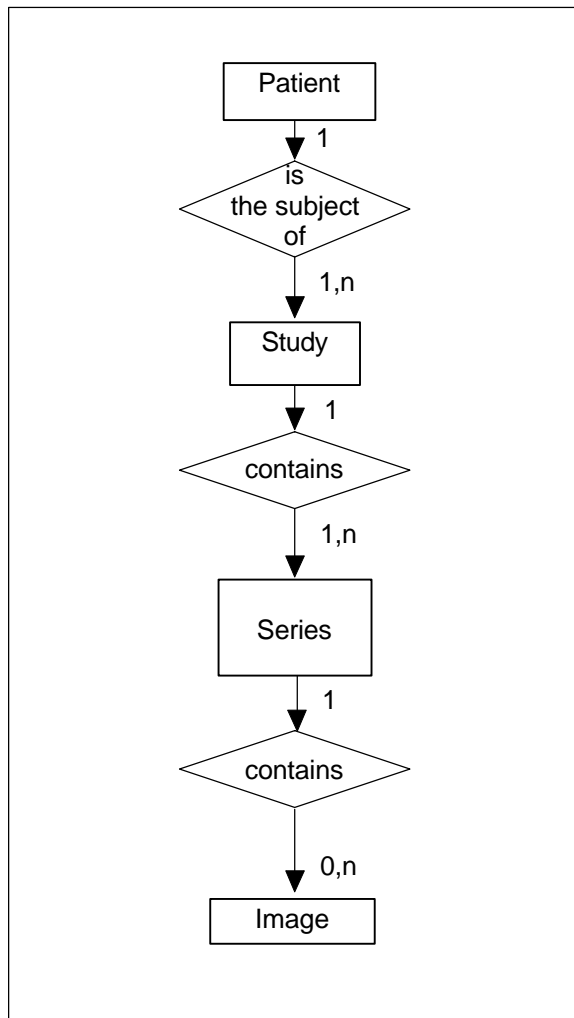 Patient
1
is
the subject
of
1,n
Study
1
contains
1,n
Series
1
contains
0,n
Image